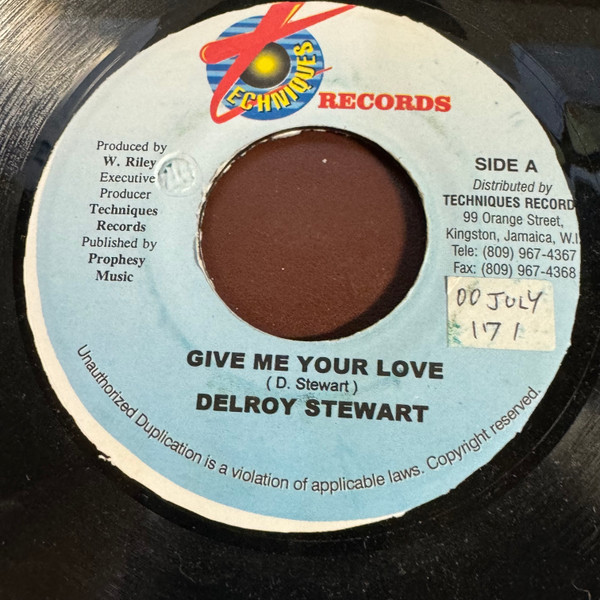 TECHNIQUES
RECORDS
Produced by
W. Riley
Executive
Producer
Techniques
Records
Published by
Prophesy
Music
SIDE A
Distributed by
TECHNIQUES RECORD
99 Orange Street,
Kingston, Jamaica, W.I.
Tele: (809) 967-4367
Fax: (809) 967-4368
00 JULY
171
GIVE ME YOUR LOVE
( D. Stewart )
DELROY STEWART
Unauthorized Duplication is a violation of applicable laws. Copyright reserved.